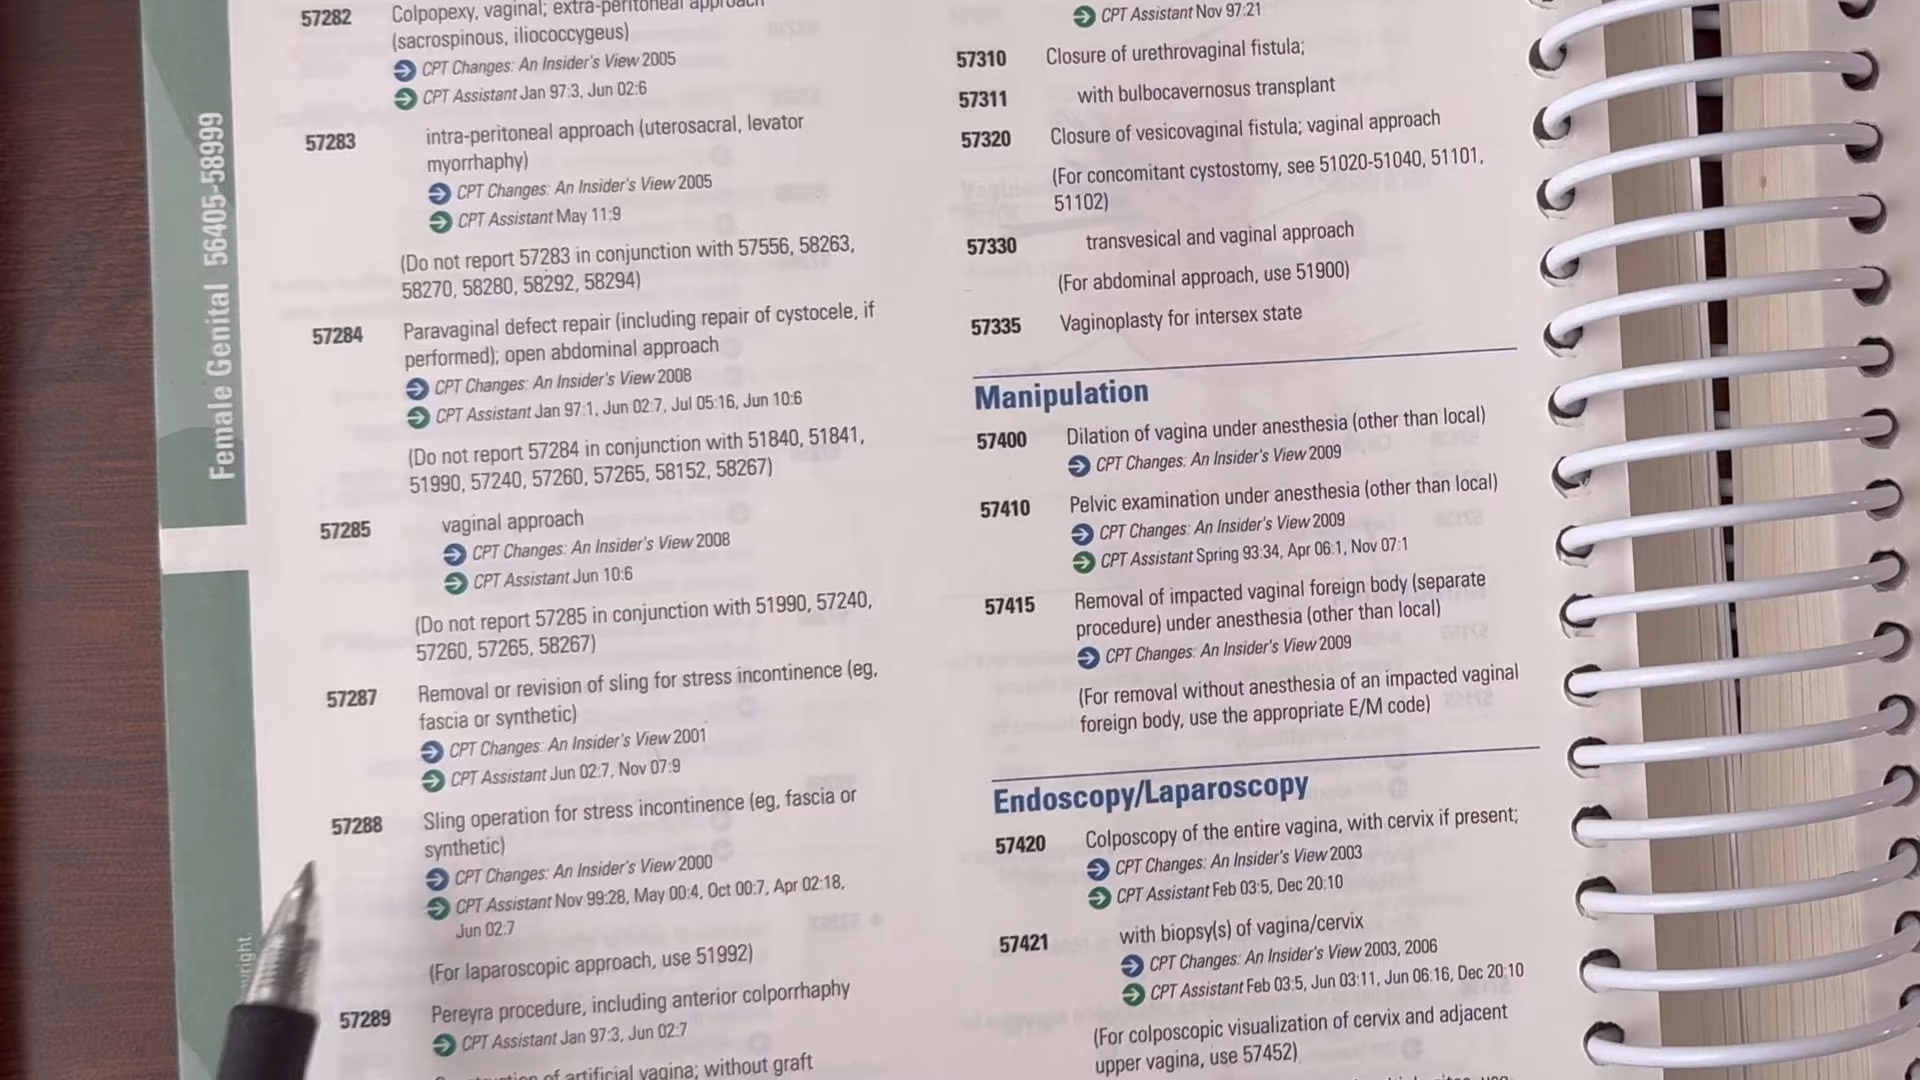 Female Genital 56405-58999
57282 Colpopexy, vaginal; extra-peritoneal approach
(sacrospinous, iliococcygeus)
CPT Changes: An Insider's View 2005
CPT Assistant Jan 97:3, Jun 02:6
57283 intra-peritoneal approach (uterosacral, levator
myorrhaphy)
CPT Changes: An Insider's View 2005
CPT Assistant May 11:9
(Do not report 57283 in conjunction with 57556, 58263,
58270, 58280, 58292, 58294)
57284 Paravaginal defect repair (including repair of cystocele, if
performed); open abdominal approach
CPT Changes: An Insider's View 2008
CPT Assistant Jan 97:1, Jun 02:7, Jul 05:16, Jun 10:6
(Do not report 57284 in conjunction with 51840, 51841,
51990, 57240, 57260, 57265, 58152, 58267)
57285 vaginal approach
CPT Changes: An Insider's View 2008
CPT Assistant Jun 10:6
(Do not report 57285 in conjunction with 51990, 57240,
57260, 57265, 58267)
57287 Removal or revision of sling for stress incontinence (eg,
fascia or synthetic)
CPT Changes: An Insider's View 2001
CPT Assistant Jun 02:7, Nov 07:9
57288 Sling operation for stress incontinence (eg, fascia or
synthetic)
CPT Changes: An Insider's View 2000
CPT Assistant Nov 99:28, May 00:4, Oct 00:7, Apr 02:18,
Jun 02:7
(For laparoscopic approach, use 51992)
57289 Pereyra procedure, including anterior colporrhaphy
CPT Assistant Jan 97:3, Jun 02:7
of artificial vagina; without graft
CPT Assistant Nov 97:21
57310 Closure of urethrovaginal fistula;
57311 with bulbocavernosus transplant
57320 Closure of vesicovaginal fistula; vaginal approach
(For concomitant cystostomy, see 51020-51040, 51101,
51102)
57330 transvesical and vaginal approach
(For abdominal approach, use 51900)
57335 Vaginoplasty for intersex state
Manipulation
57400 Dilation of vagina under anesthesia (other than local)
CPT Changes: An Insider's View 2009
57410 Pelvic examination under anesthesia (other than local)
CPT Changes: An Insider's View 2009
CPT Assistant Spring 93:34, Apr 06:1, Nov 07:1
57415 Removal of impacted vaginal foreign body (separate
procedure) under anesthesia (other than local)
CPT Changes: An Insider's View 2009
(For removal without anesthesia of an impacted vaginal
foreign body, use the appropriate E/M code)
Endoscopy/Laparoscopy
57420 Colposcopy of the entire vagina, with cervix if present;
CPT Changes: An Insider's View 2003
CPT Assistant Feb 03:5, Dec 20:10
57421 with biopsy(s) of vagina/cervix
CPT Changes: An Insider's View 2003, 2006
CPT Assistant Feb 03:5, Jun 03:11, Jun 06:16, Dec 20:10
(For colposcopic visualization of cervix and adjacent
upper vagina, use 57452)